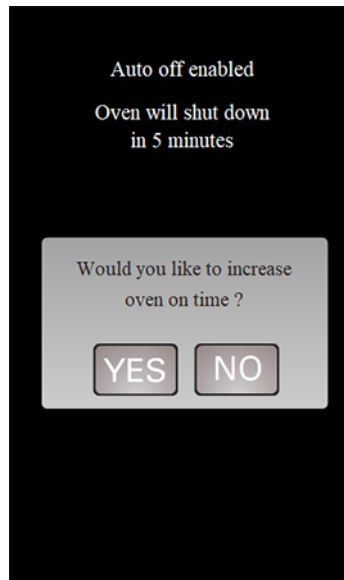 Auto off enabled
Oven will shut down
in 5 minutes
Would you like to increase
oven on time ?
YES NO